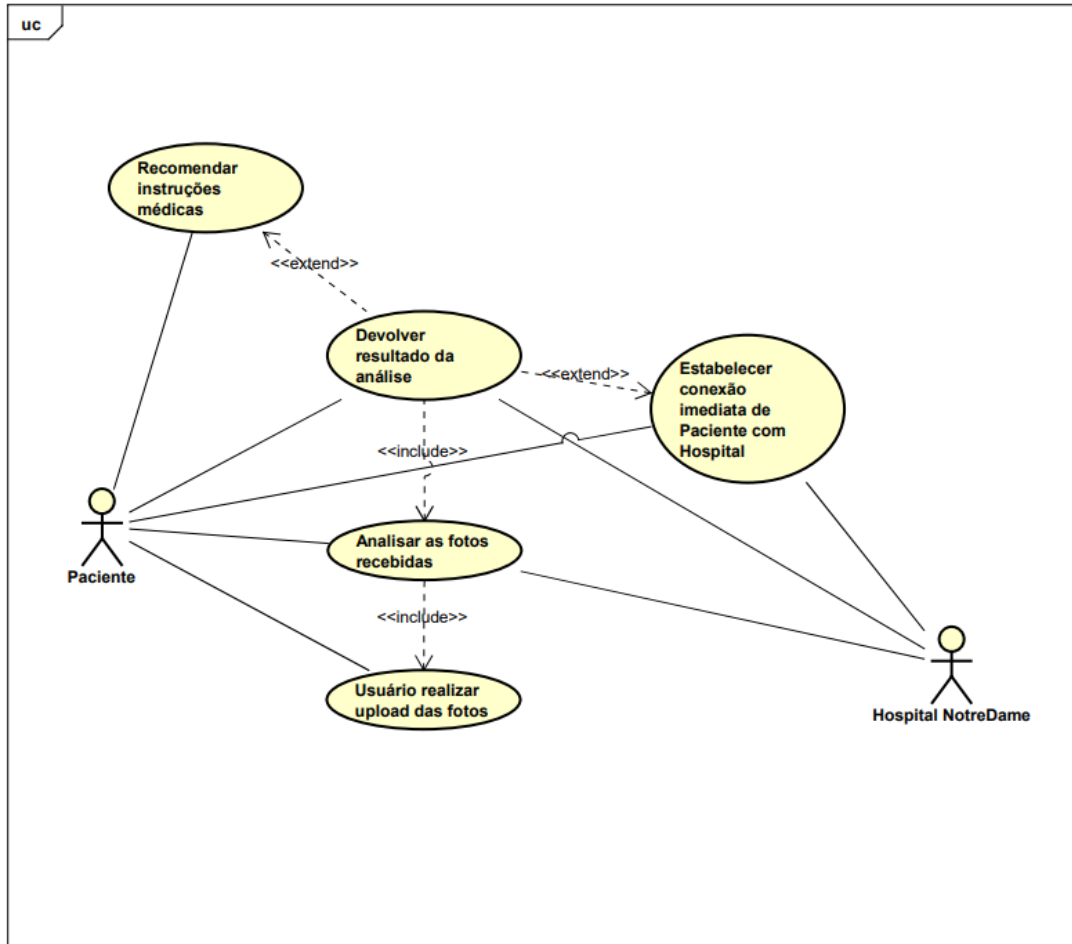 uc
Recomendar
instruções
médicas
<<extend>>
Devolver
resultado da
análise
<<extend>>
Estabelecer
conexão
imediata de
Paciente com
Hospital
<<include>>
Paciente
Analisar as fotos
recebidas
<<include>>
Usuário realizar
upload das fotos
Hospital NotreDame